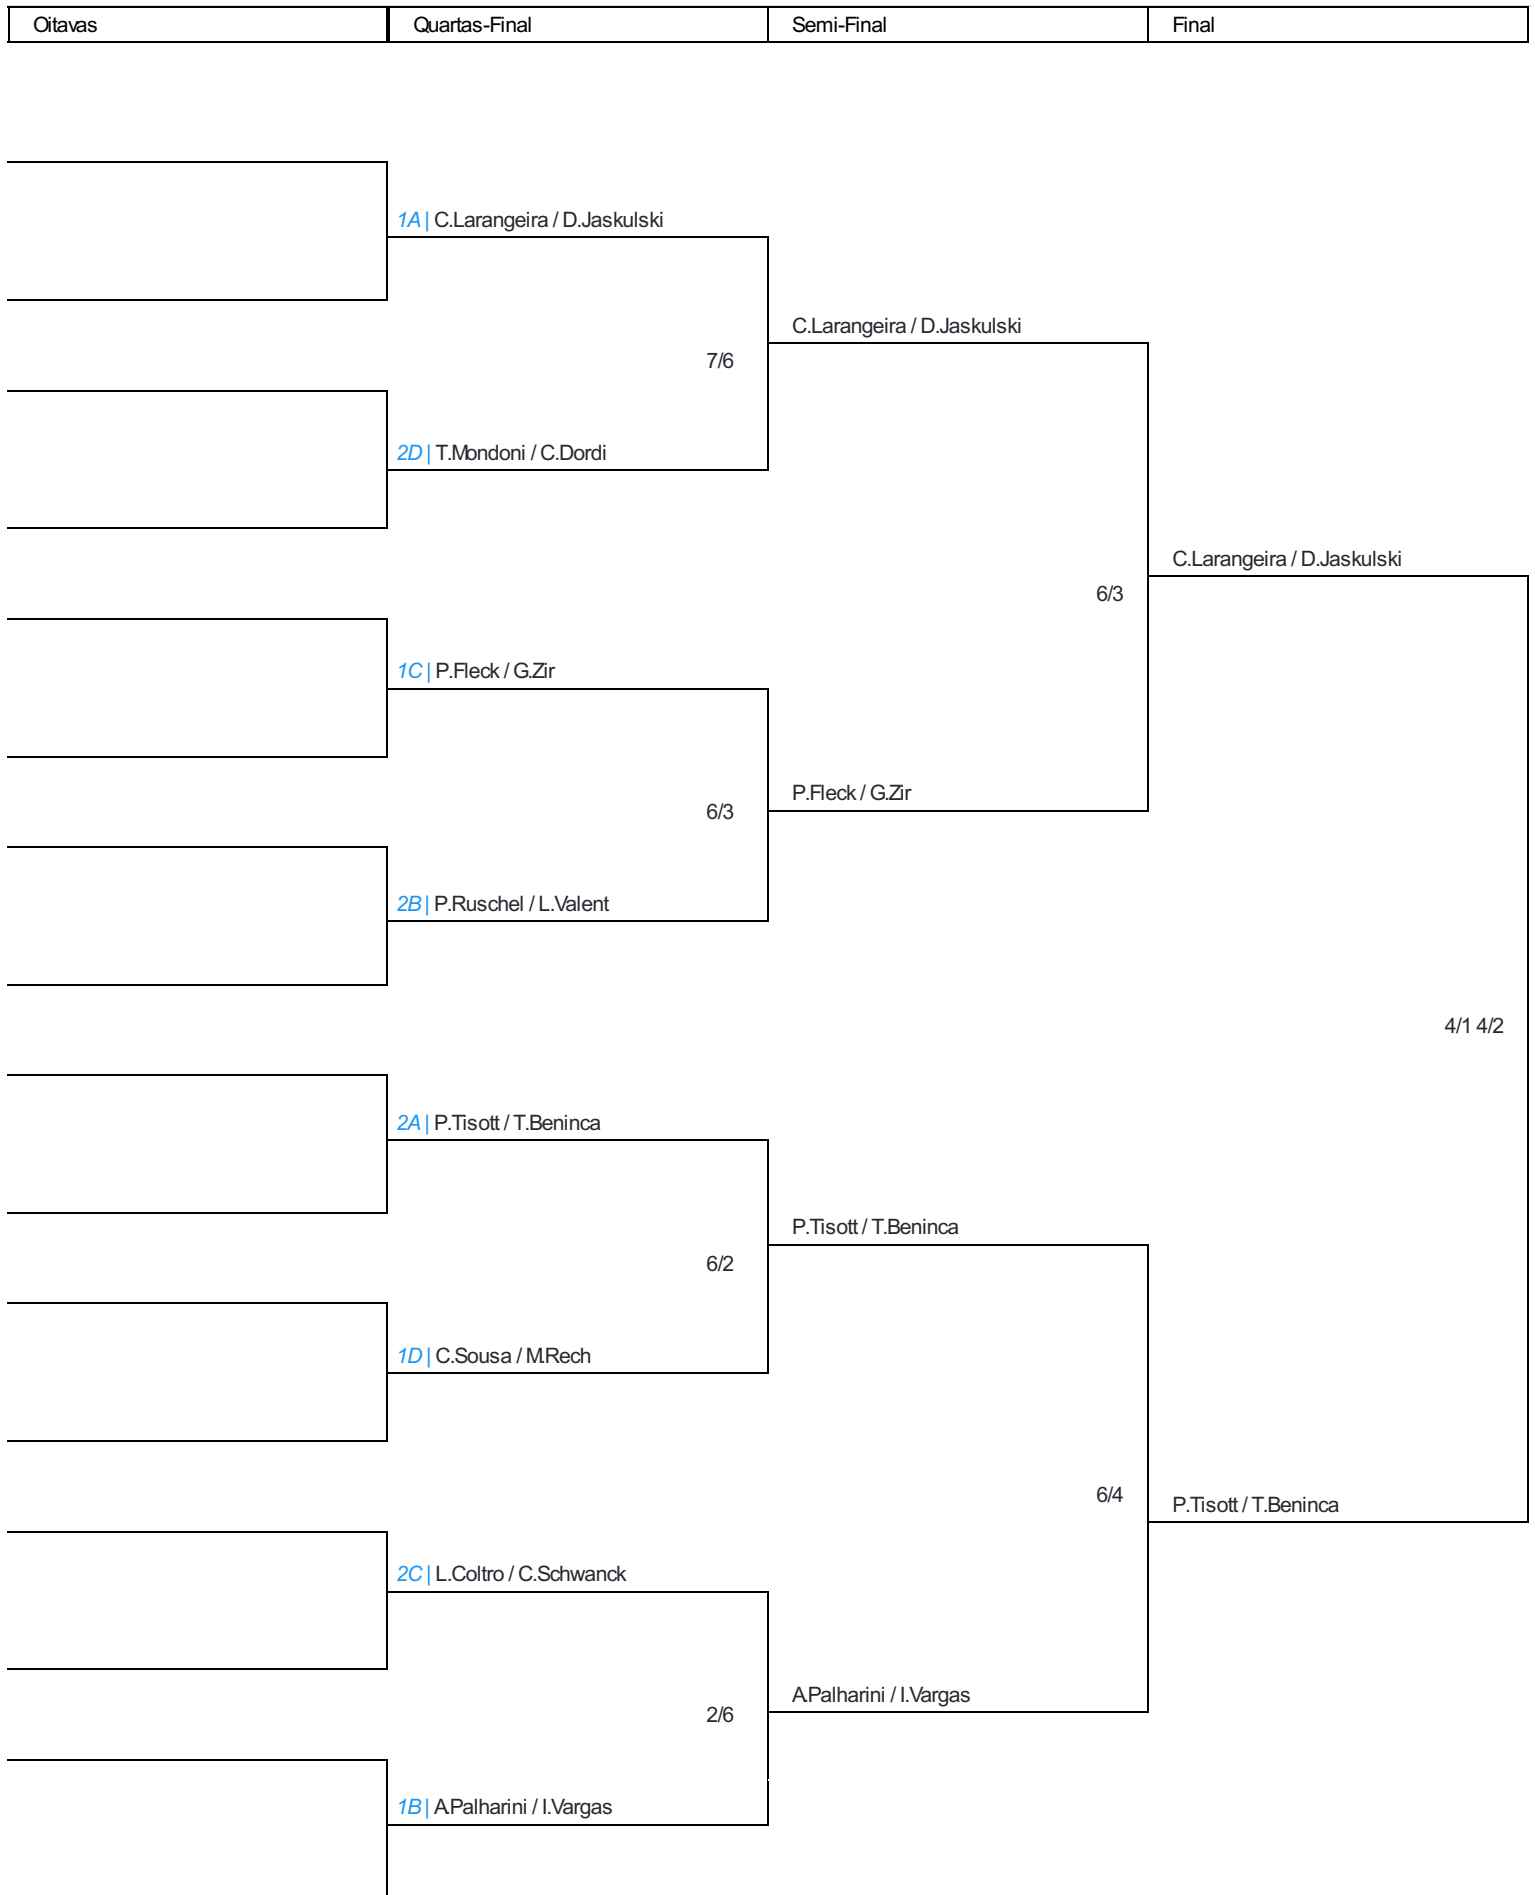 Oitavas Quartas-Final Semi-Final Final
1A | C.Larangeira / D.Jaskulski
C.Larangeira / D.Jaskulski
7/6
2D | T.Mondoni / C.Dordi
C.Larangeira / D.Jaskulski
6/3
1C | P.Fleck / G.Zir
P.Fleck / G.Zir
6/3
2B | P.Ruschel / L.Valent
4/1 4/2
2A | P.Tisott / T.Beninca
P.Tisott / T.Beninca
6/2
1D | C.Sousa / M.Rech
6/4
P.Tisott / T.Beninca
2C | L.Coltro / C.Schwanck
A.Palharini / I.Vargas
2/6
1B | A.Palharini / I.Vargas